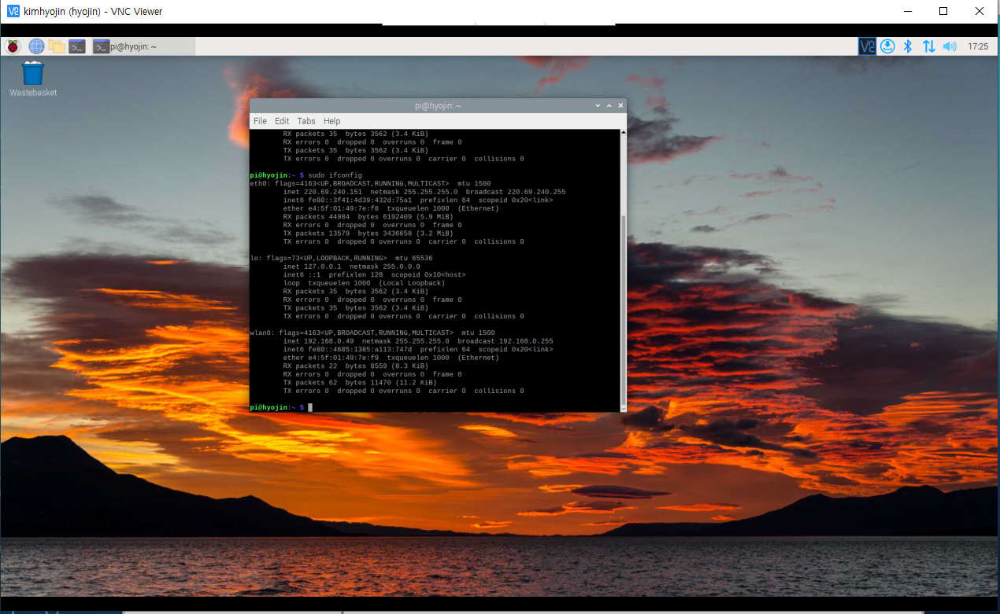 kimhyojin (hyojin) - VNC Viewer
pi@hyojin: ~
17:25
Wastebasket
pi@hyojin: ~
File Edit Tabs Help
RX packets 35 bytes 3562 (3.4 KiB)
RX errors 0 dropped 0 overruns 0 frame 0
TX packets 35 bytes 3562 (3.4 KiB)
TX errors 0 dropped 0 overruns 0 carrier 0 collisions 0
pi@hyojin:~ $ sudo ifconfig
eth0: flags=4163<UP,BROADCAST,RUNNING,MULTICAST> mtu 1500
inet 220.69.240.151 netmask 255.255.255.0 broadcast 220.69.240.255
inet6 fe80::3f41:4d39:432d:75a1 prefixlen 64 scopeid 0x20<link>
ether e4:5f:01:49:7e:f8 txqueuelen 1000 (Ethernet)
RX packets 44984 bytes 6192409 (5.9 MiB)
RX errors 0 dropped 0 overruns 0 frame 0
TX packets 13579 bytes 3436658 (3.2 MiB)
TX errors 0 dropped 0 overruns 0 carrier 0 collisions 0
lo: flags=73<UP,LOOPBACK,RUNNING> mtu 65536
inet 127.0.0.1 netmask 255.0.0.0
inet6 ::1 prefixlen 128 scopeid 0x10<host>
loop txqueuelen 1000 (Local Loopback)
RX packets 35 bytes 3562 (3.4 KiB)
RX errors 0 dropped 0 overruns 0 frame 0
TX packets 35 bytes 3562 (3.4 KiB)
TX errors 0 dropped 0 overruns 0 carrier 0 collisions 0
wlan0: flags=4163<UP,BROADCAST,RUNNING,MULTICAST> mtu 1500
inet 192.168.0.49 netmask 255.255.255.0 broadcast 192.168.0.255
inet6 fe80::4685:1385:a113:747d prefixlen 64 scopeid 0x20<link>
ether e4:5f:01:49:7e:f9 txqueuelen 1000 (Ethernet)
RX packets 22 bytes 8559 (8.3 KiB)
RX errors 0 dropped 0 overruns 0 frame 0
TX packets 62 bytes 11470 (11.2 KiB)
TX errors 0 dropped 0 overruns 0 carrier 0 collisions 0
pi@hyojin:~ $